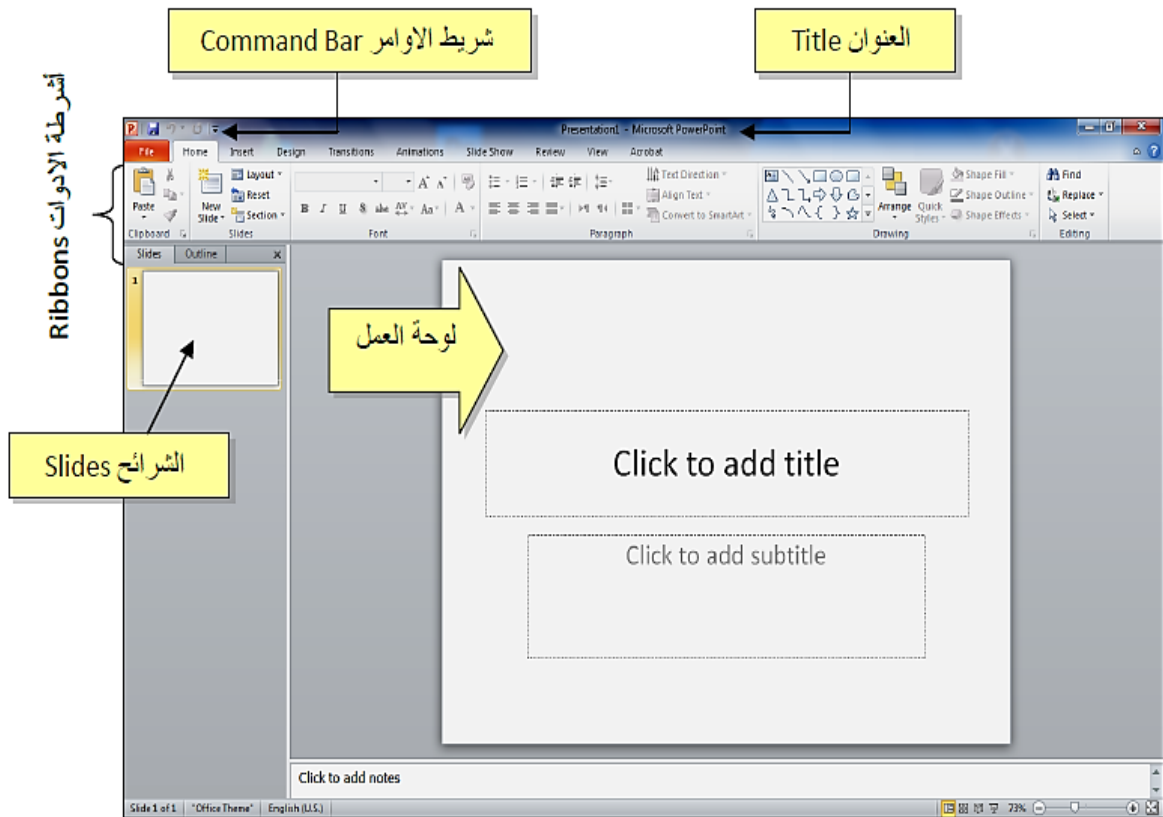 شريط الاوامر Command Bar
العنوان Title
أشرطة الادوات Ribbons
Presentation1 - Microsoft PowerPoint
File Home Insert Design Transitions Animations Slide Show Review View Acrobat
Paste
New Slide
Layout
Reset
Section
B I U S abc AV Aa A
A A
Text Direction
Align Text
Convert to SmartArt
Arrange
Quick Styles
Shape Fill
Shape Outline
Shape Effects
Find
Replace
Select
Clipboard Slides Font Paragraph Drawing Editing
Slides Outline
1
لوحة العمل
الشرائح Slides
Click to add title
Click to add subtitle
Click to add notes
Slide 1 of 1 "Office Theme" English (U.S.) 73%